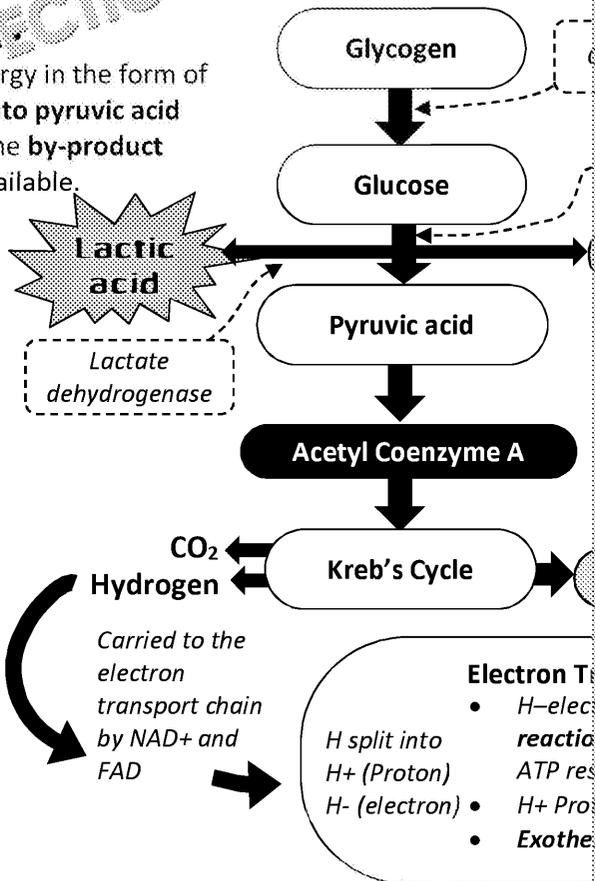 rgy in the form of
to pyruvic acid
by-product
ailable.
Glycogen
Glucose
Lactic
acid
Pyruvic acid
Lactate
dehydrogenase
Acetyl Coenzyme A
CO₂
Hydrogen
Kreb's Cycle
Carried to the
electron
transport chain
by NAD+ and
FAD
H split into
H+ (Proton)
H- (electron)
Electron T
• H–elec
reactio
ATP res
• H+ Pro
• Exothe